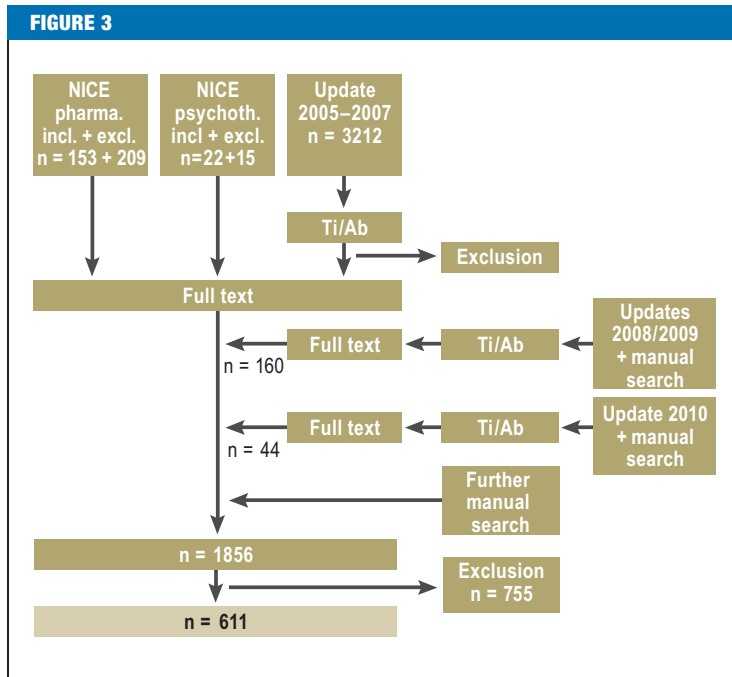 FIGURE 3
NICE
pharma.
incl. + excl.
n = 153 + 209
NICE
psychoth.
incl + excl.
n=22+15
Update
2005–2007
n = 3212
Ti/Ab
Exclusion
Full text
Updates
2008/2009
+ manual
search
Ti/Ab
Full text
n = 160
Update 2010
+ manual
search
Ti/Ab
Full text
n = 44
Further
manual
search
n = 1856
Exclusion
n = 755
n = 611